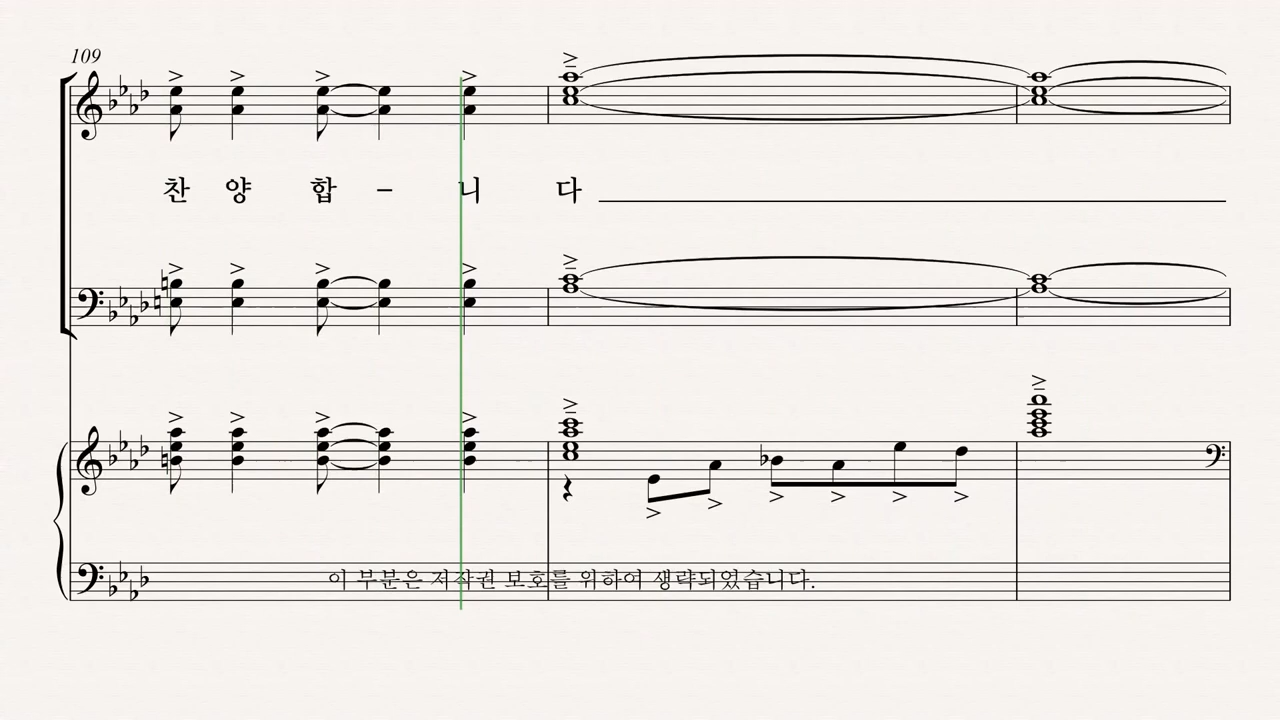 109
찬 양 합 – 니 다
이 부분은 저작권 보호를 위하여 생략되었습니다.